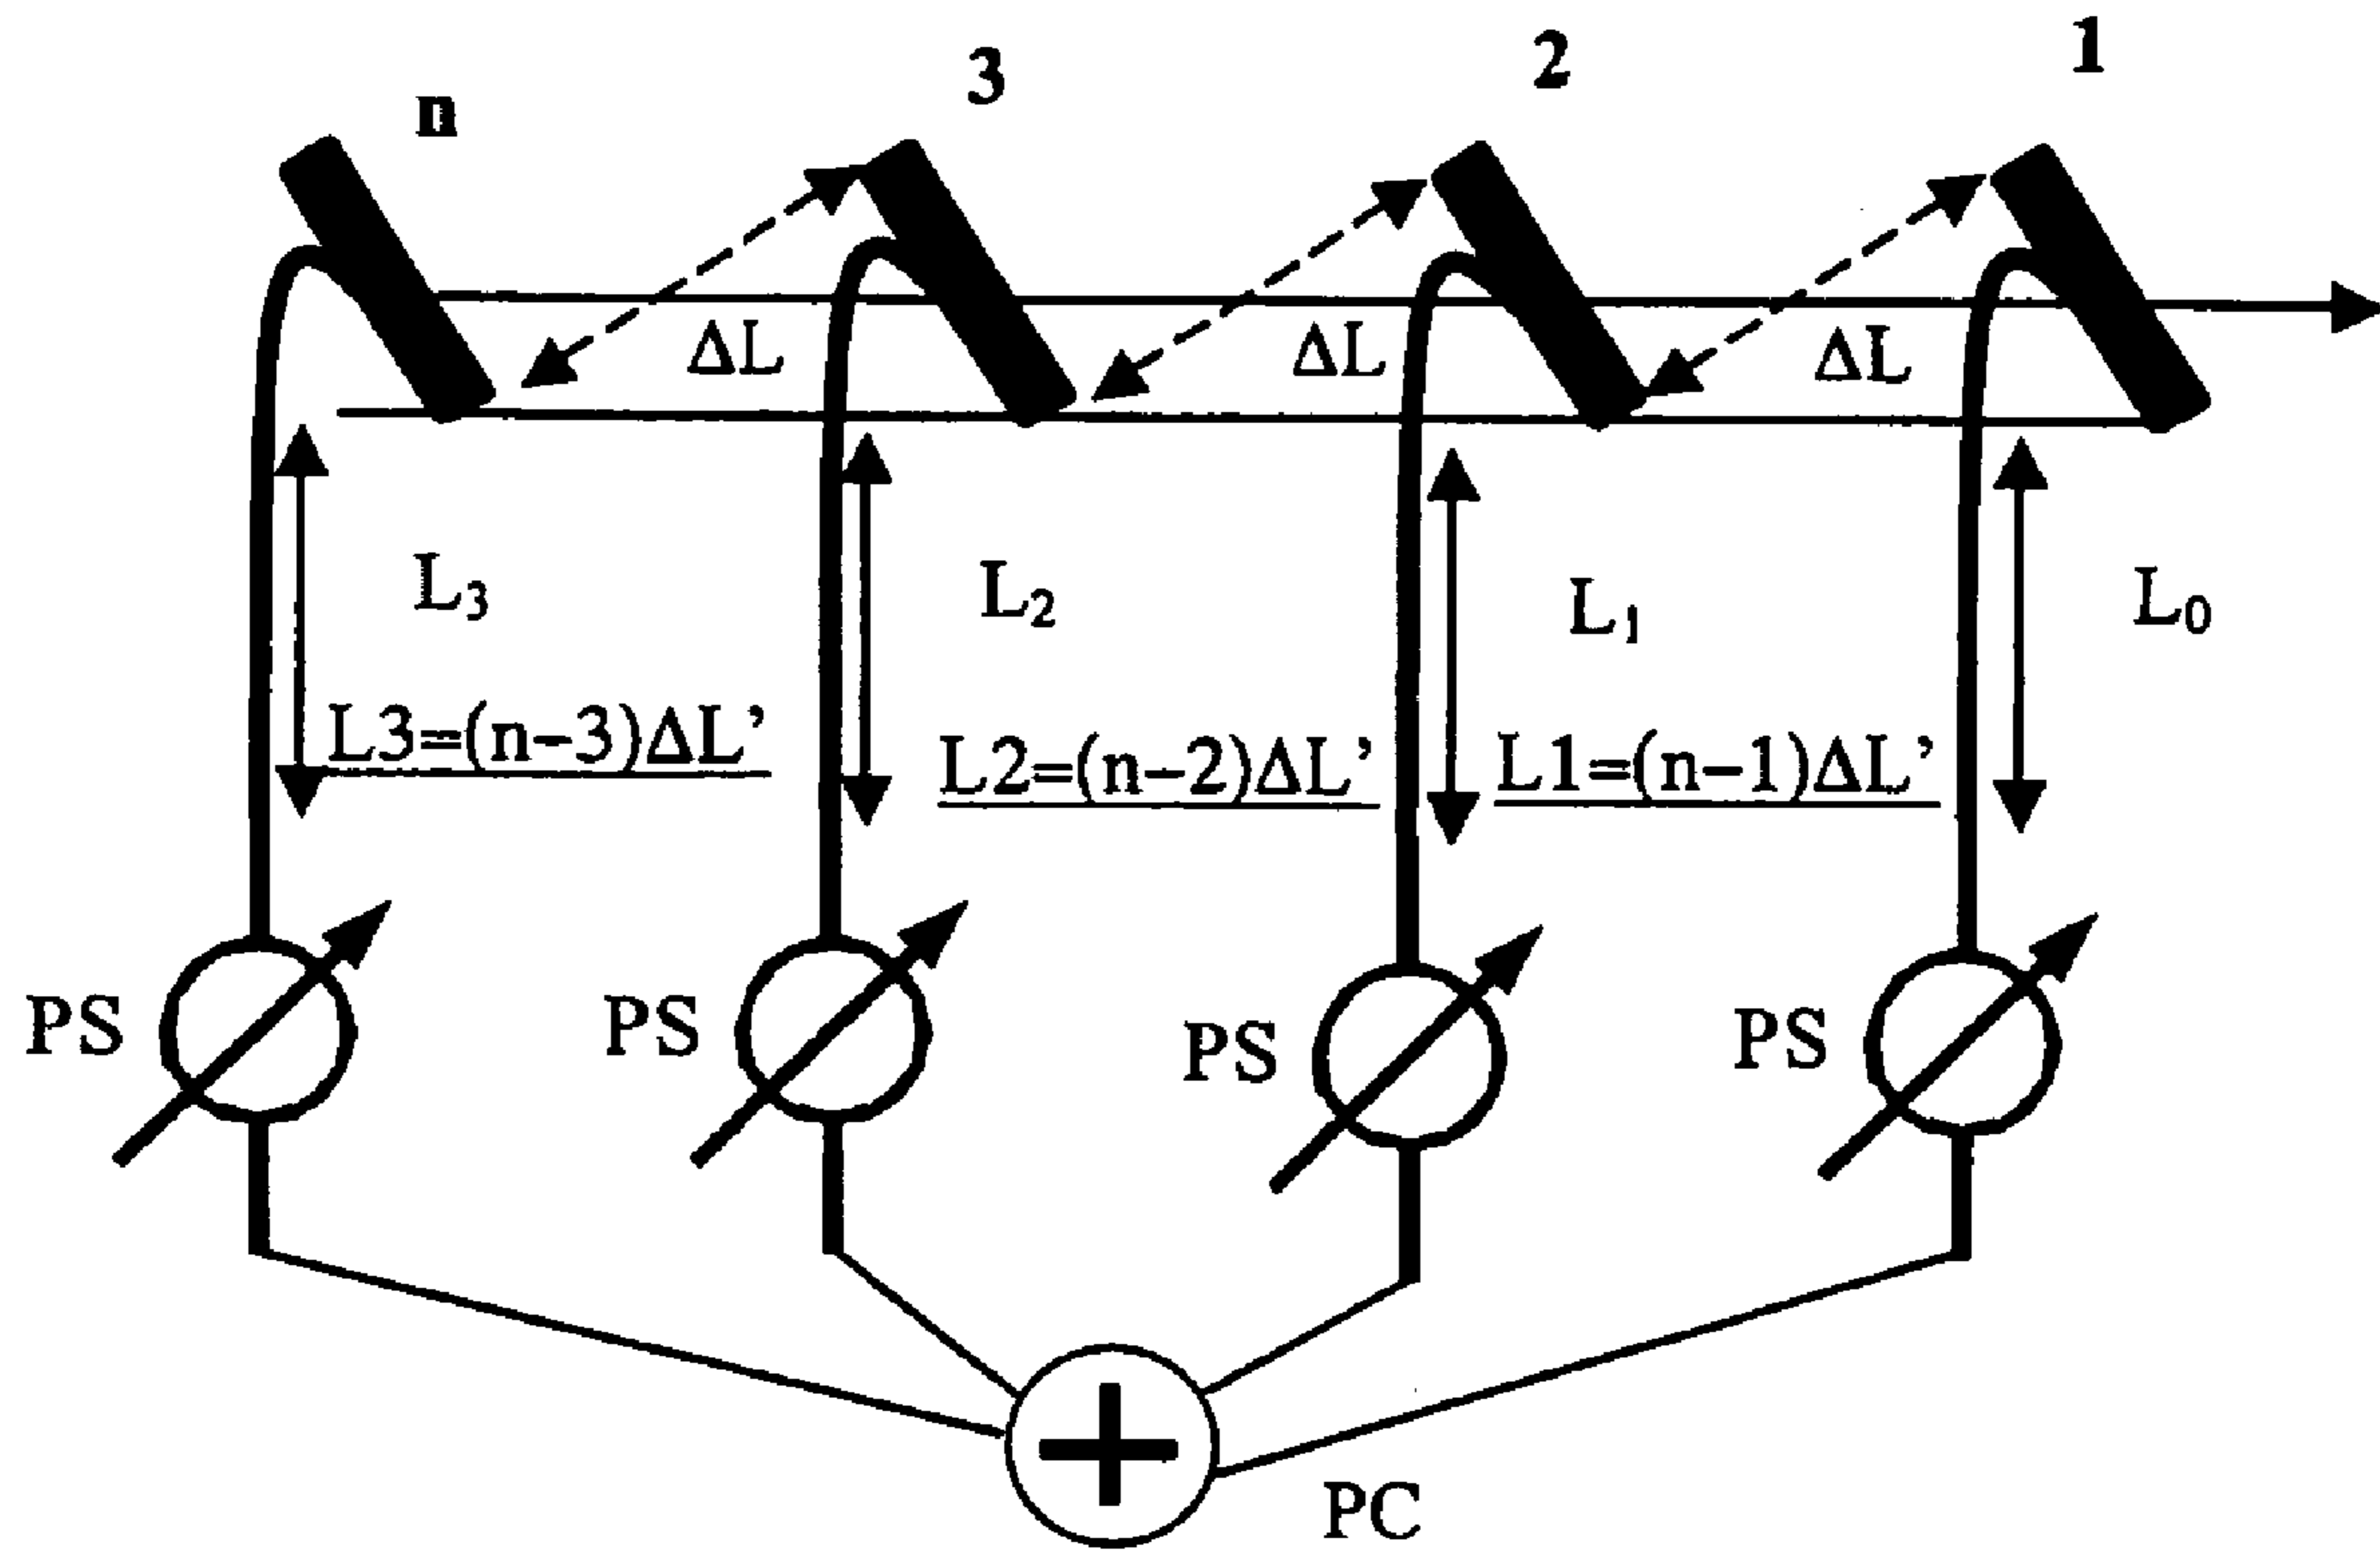 n
3
2
1
ΔL
ΔL
ΔL
L₃
L₂
L₁
L₀
L3=(n−3)ΔL’
L2=(n−2)ΔL’
L1=(n−1)ΔL’
PS
PS
PS
PS
PC